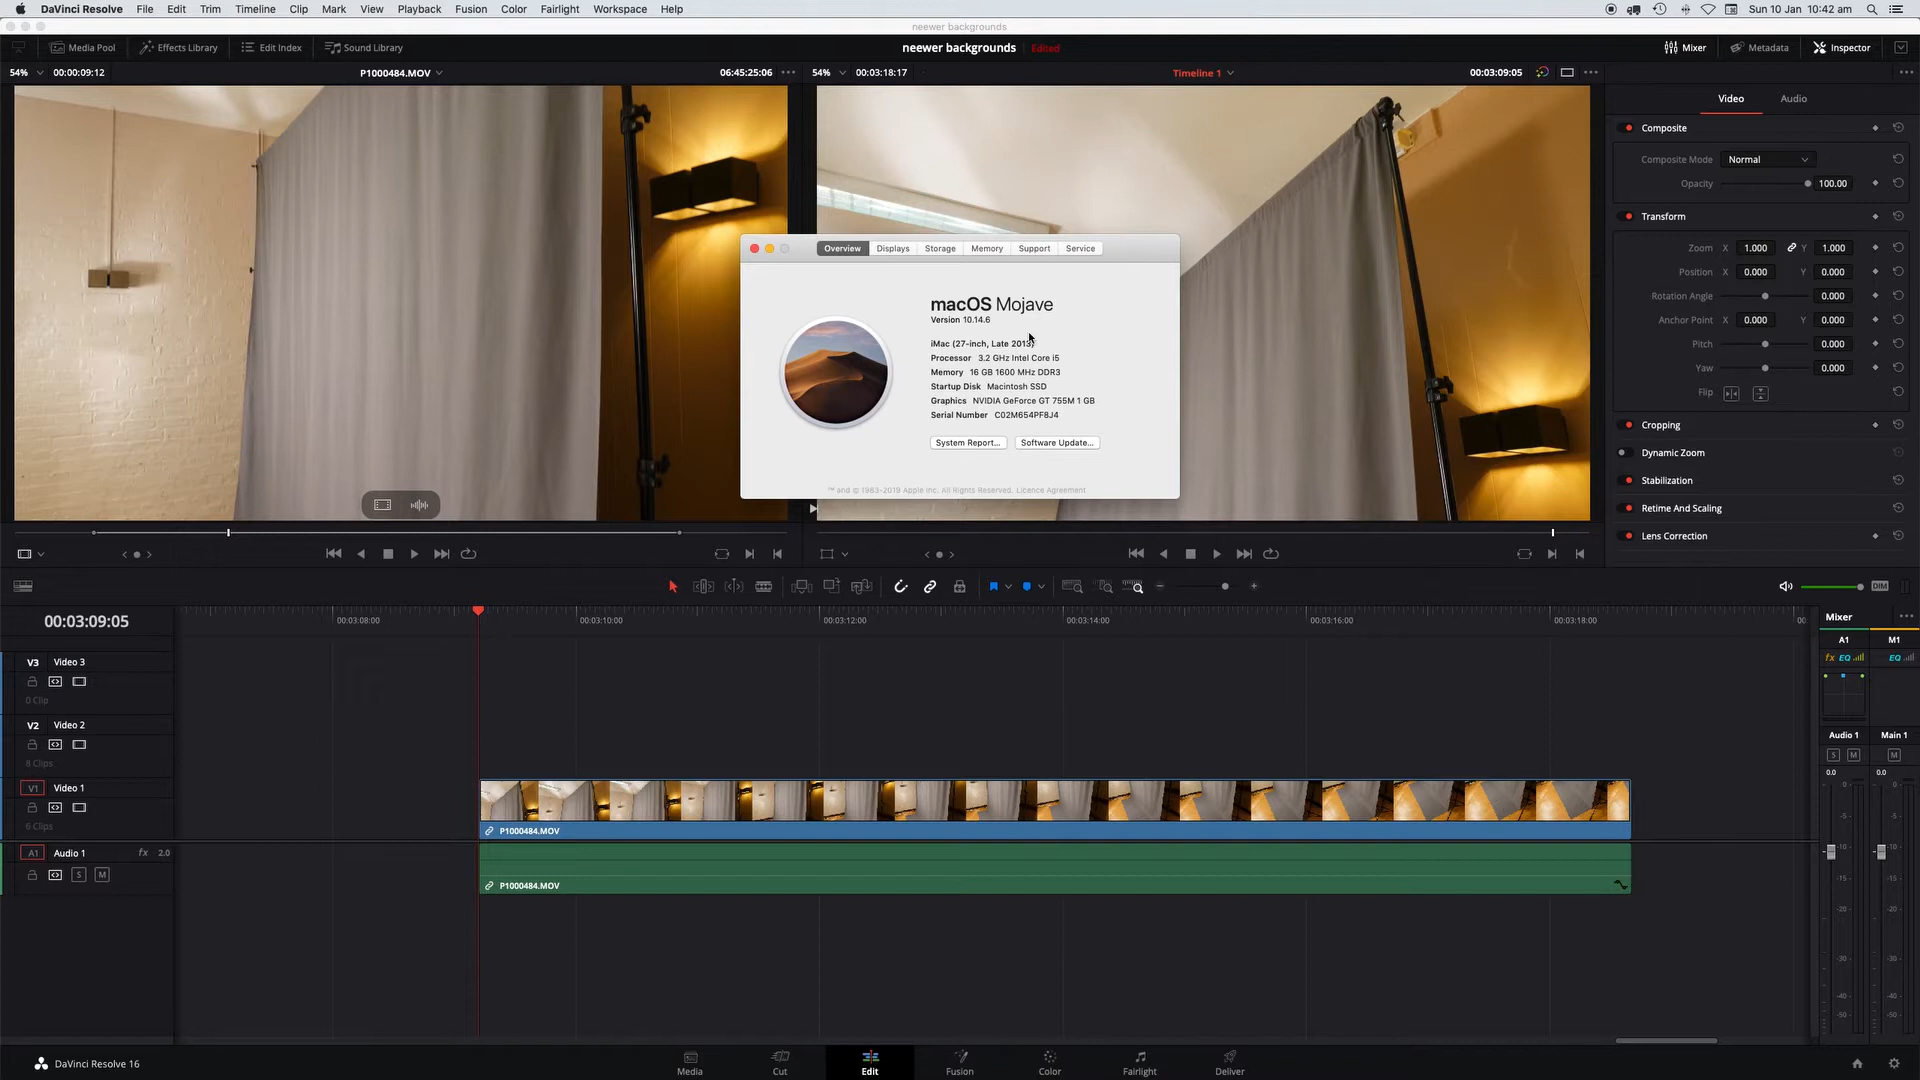 DaVinci Resolve File Edit Trim Timeline Clip Mark View Playback Fusion Color Fairlight Workspace Help Sun 10 Jan 10:42 am
neewer backgrounds
Media Pool Effects Library Edit Index Sound Library neewer backgrounds Edited Mixer Metadata Inspector
54% 00:00:09:12 P1000484.MOV 06:45:25:06 54% 00:03:18:17 Timeline 1 00:03:09:05
Video Audio
Composite
Composite Mode Normal
Opacity 100.00
Transform
Zoom X 1.000 Y 1.000
Position X 0.000 Y 0.000
Rotation Angle 0.000
Anchor Point X 0.000 Y 0.000
Pitch 0.000
Yaw 0.000
Flip
Cropping
Dynamic Zoom
Stabilization
Retime And Scaling
Lens Correction
Overview Displays Storage Memory Support Service
macOS Mojave
Version 10.14.6
iMac (27-inch, Late 2013)
Processor 3.2 GHz Intel Core i5
Memory 16 GB 1600 MHz DDR3
Startup Disk Macintosh SSD
Graphics NVIDIA GeForce GT 755M 1 GB
Serial Number C02M654PF8J4
System Report... Software Update...
™ and © 1983-2019 Apple Inc. All Rights Reserved. Licence Agreement
DIM
00:03:09:05
00:03:08:00 00:03:10:00 00:03:12:00 00:03:14:00 00:03:16:00 00:03:18:00 00
V3 Video 3
0 Clip
V2 Video 2
8 Clips
V1 Video 1
6 Clips
P1000484.MOV
A1 Audio 1 fx 2.0
S M
P1000484.MOV
Mixer
A1 M1
fx EQ EQ
Audio 1 Main 1
S M M
0.0 0.0
0 0
-5 -5
-10 -10
-15 -15
-20 -20
-30 -30
-40 -40
-50 -50
DaVinci Resolve 16
Media Cut Edit Fusion Color Fairlight Deliver